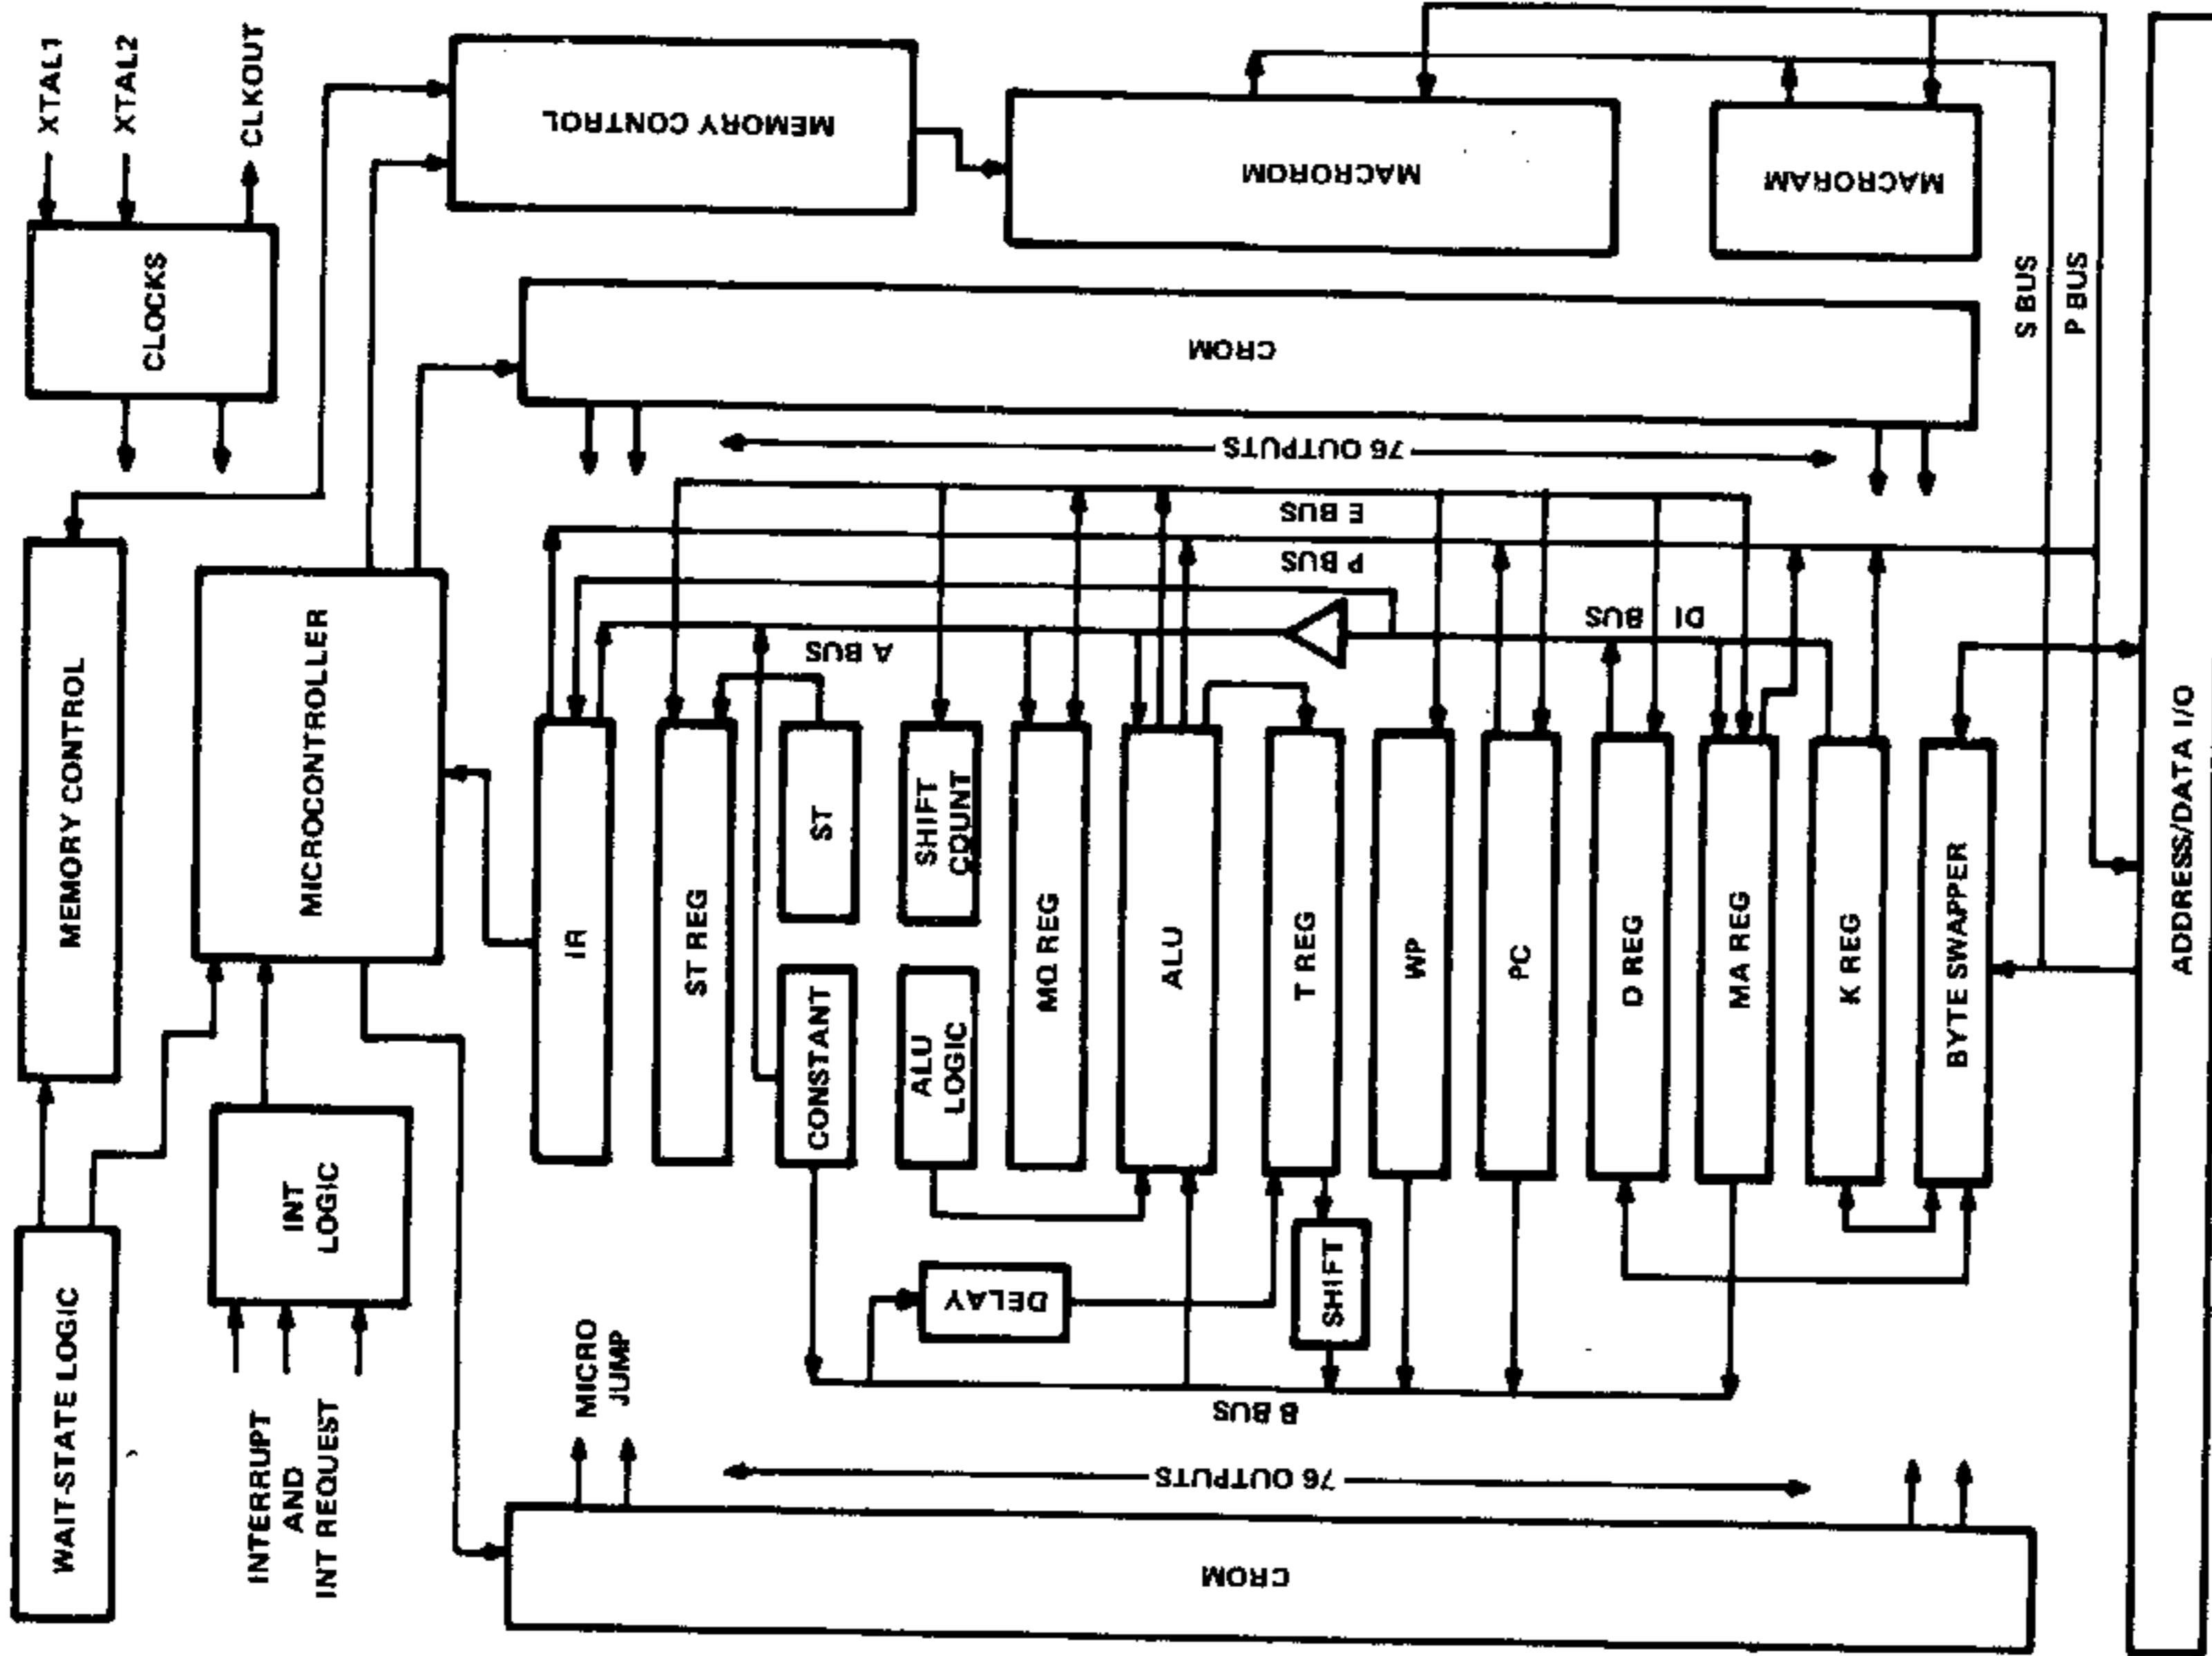 WAIT-STATE LOGIC
MEMORY CONTROL
CLOCKS
XTAL1
XTAL2
CLKOUT
INTERRUPT
AND
INT REQUEST
INT
LOGIC
MICROCONTROLLER
MEMORY CONTROL
MICRO
JUMP
IR
ST REG
CONSTANT
ST
A BUS
ALU
LOGIC
SHIFT
COUNT
DELAY
MQ REG
ALU
T REG
SHIFT
WP
PC
D REG
MA REG
K REG
BYTE SWAPPER
B BUS
E BUS
P BUS
DI BUS
76 OUTPUTS
76 OUTPUTS
CROM
CROM
MACROROM
MACRORAM
S BUS
P BUS
ADDRESS/DATA I/O